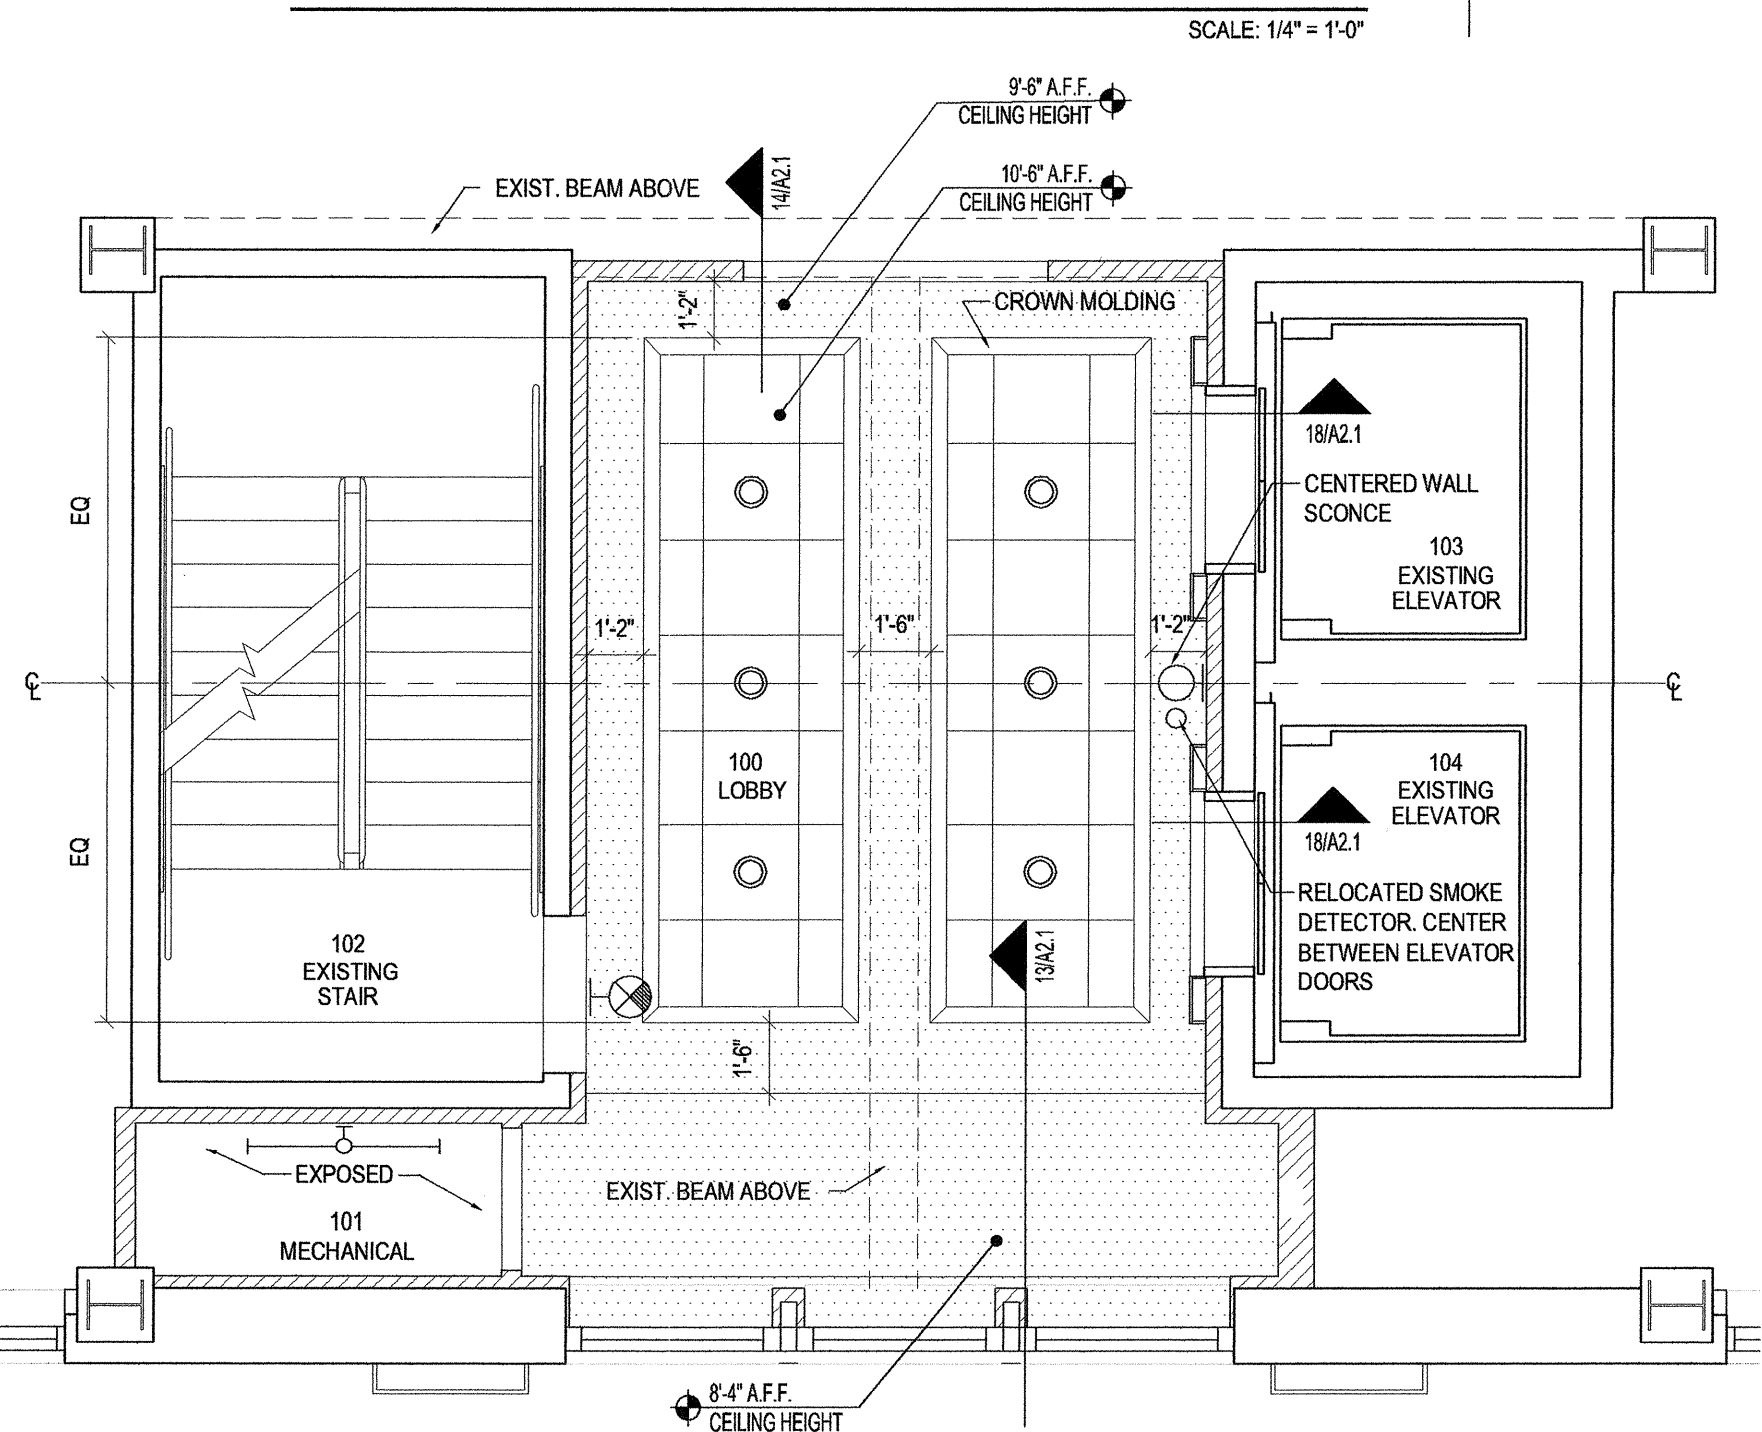 SCALE: 1/4" = 1'-0"
9'-6" A.F.F.
CEILING HEIGHT
14/A2.1
10'-6" A.F.F.
CEILING HEIGHT
EXIST. BEAM ABOVE
1'-2"
CROWN MOLDING
18/A2.1
EQ
CENTERED WALL
SCONCE
103
EXISTING
ELEVATOR
1'-2"
1'-6"
1'-2"
CL
CL
100
LOBBY
104
EXISTING
ELEVATOR
18/A2.1
EQ
RELOCATED SMOKE
DETECTOR. CENTER
BETWEEN ELEVATOR
DOORS
102
EXISTING
STAIR
13/A2.1
1'-6"
EXPOSED
EXIST. BEAM ABOVE
101
MECHANICAL
8'-4" A.F.F.
CEILING HEIGHT